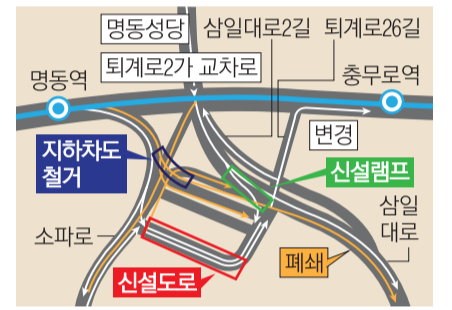 명동성당
삼일대로2길
퇴계로26길
명동역
퇴계로2가 교차로
충무로역
변경
지하차도
철거
신설램프
소파로
삼일
대로
신설도로
폐쇄